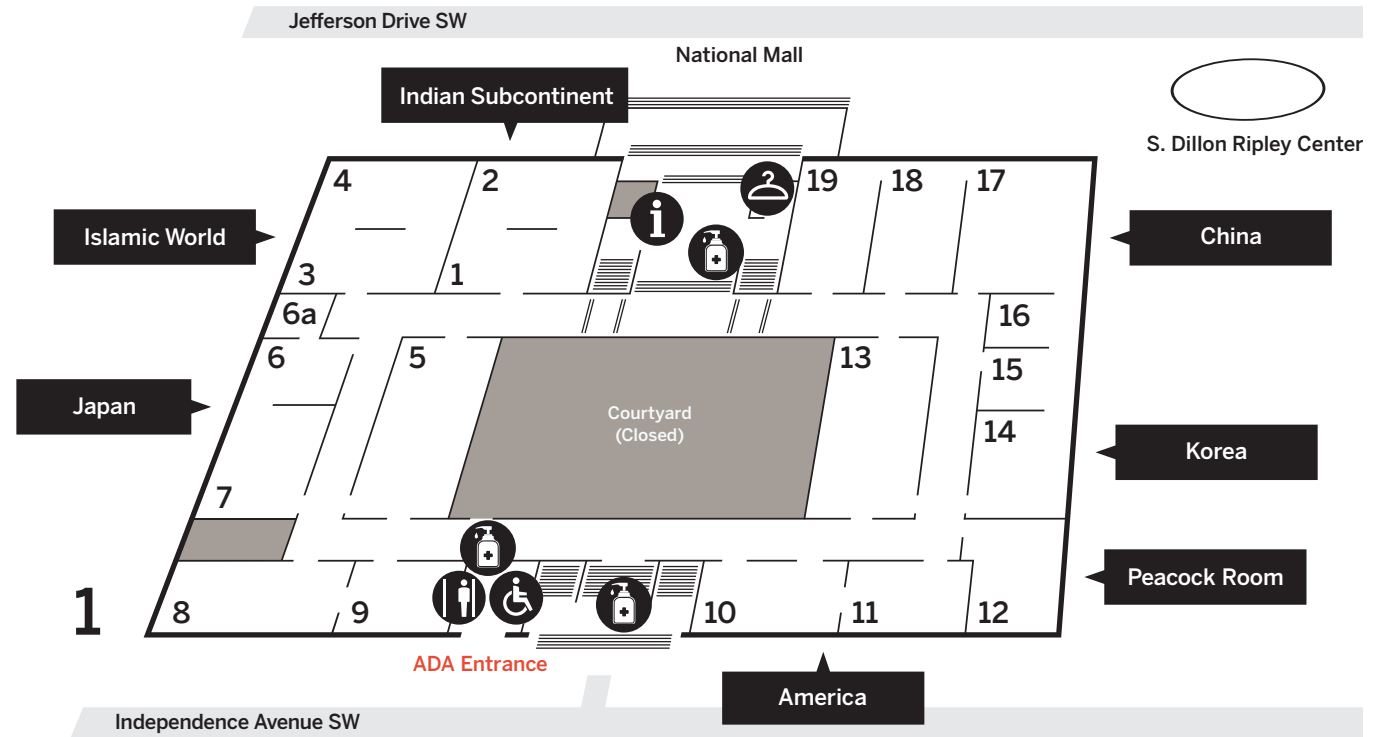 Jefferson Drive SW
National Mall
Indian Subcontinent
S. Dillon Ripley Center
4
2
19
18
17
Islamic World
China
i
3
1
6a
16
6
5
13
15
Japan
Courtyard
(Closed)
14
Korea
7
Peacock Room
1
8
9
10
11
12
ADA Entrance
America
Independence Avenue SW